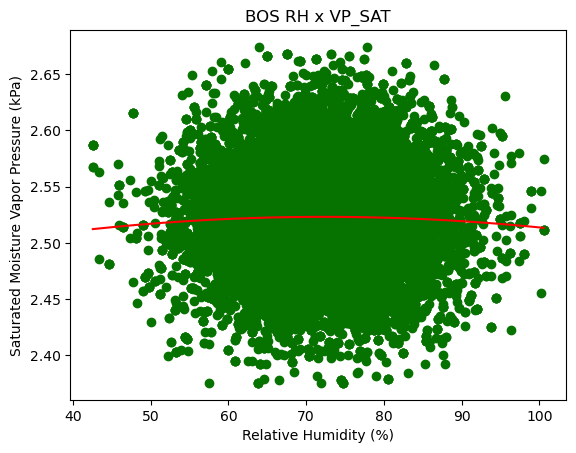 BOS RH x VP_SAT
Saturated Moisture Vapor Pressure (kPa)
2.65
2.60
2.55
2.50
2.45
2.40
40 50 60 70 80 90 100
Relative Humidity (%)